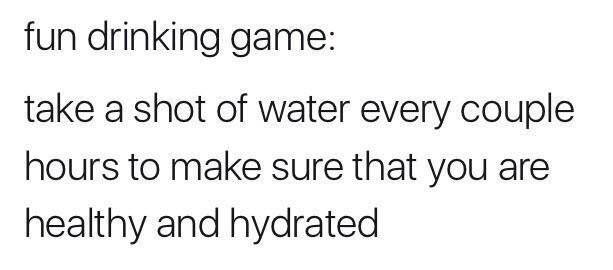 fun drinking game:
take a shot of water every couple
hours to make sure that you are
healthy and hydrated